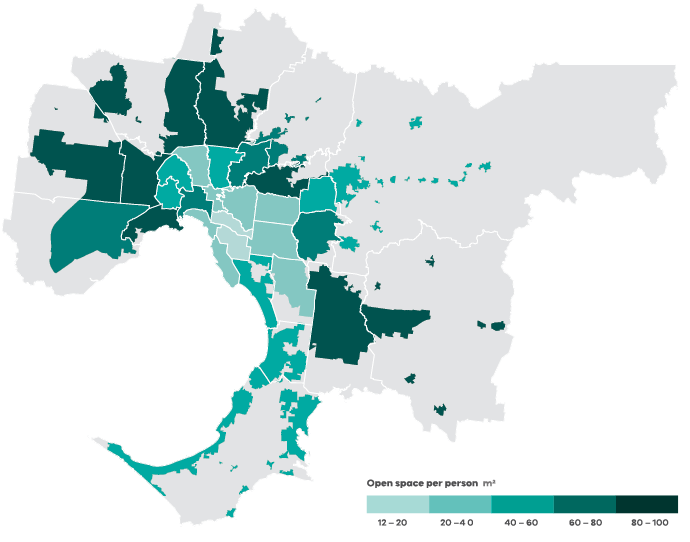 Open space per person m²
12 – 20 20 –4 0 40 – 60 60 – 80 80 – 100